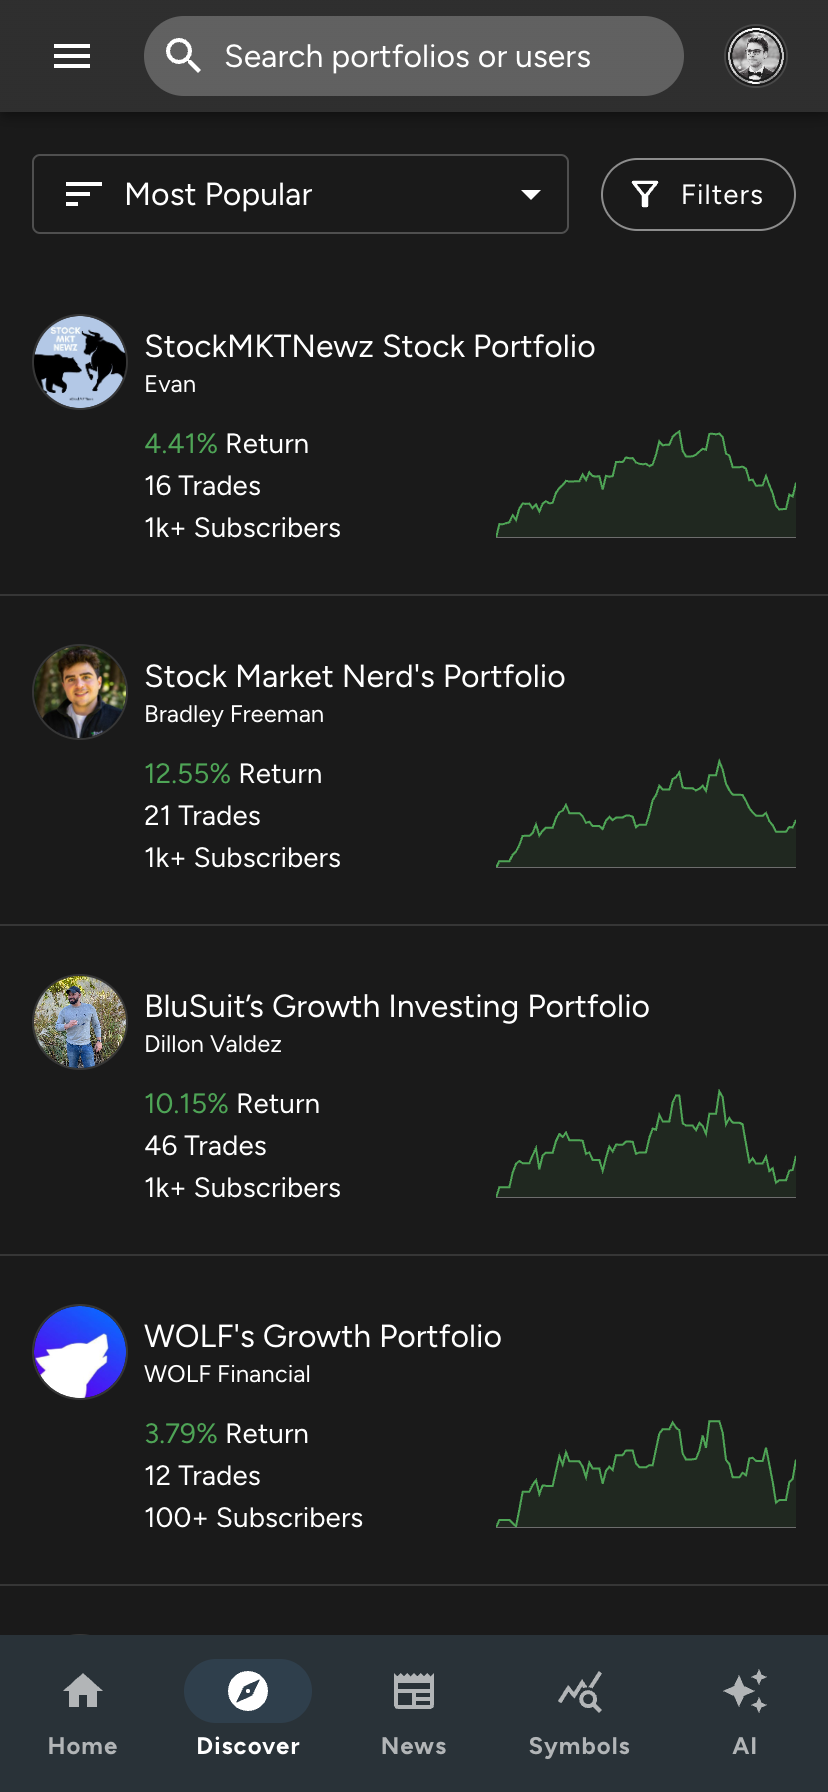 Search portfolios or users
Most Popular
Filters
STOCK
MKT
NEWZ
StockMKTNewz Stock Portfolio
Evan
4.41% Return
16 Trades
1k+ Subscribers
Stock Market Nerd's Portfolio
Bradley Freeman
12.55% Return
21 Trades
1k+ Subscribers
BluSuit’s Growth Investing Portfolio
Dillon Valdez
10.15% Return
46 Trades
1k+ Subscribers
WOLF's Growth Portfolio
WOLF Financial
3.79% Return
12 Trades
100+ Subscribers
Home
Discover
News
Symbols
AI